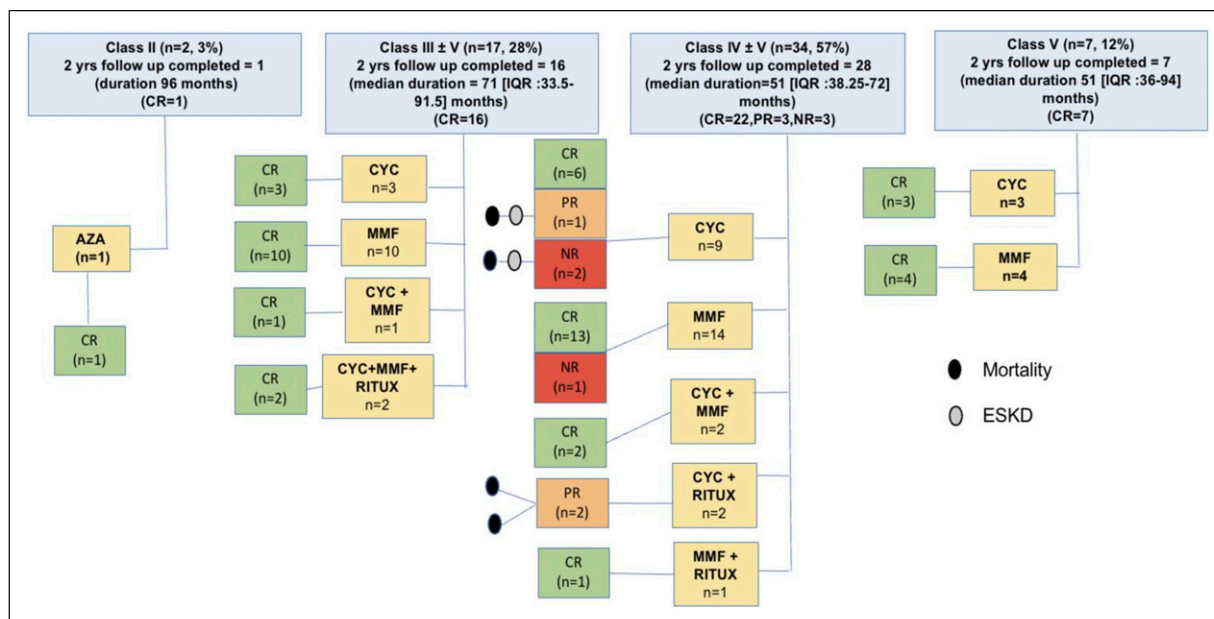 Class II (n=2, 3%)
2 yrs follow up completed = 1
(duration 96 months)
(CR=1)
AZA
(n=1)
CR
(n=1)
Class III ± V (n=17, 28%)
2 yrs follow up completed = 16
(median duration = 71 [IQR :33.5-
91.5] months)
(CR=16)
CR
(n=3)
CYC
n=3
CR
(n=10)
MMF
n=10
CR
(n=1)
CYC +
MMF
n=1
CR
(n=2)
CYC+MMF+
RITUX
n=2
Class IV ± V (n=34, 57%)
2 yrs follow up completed = 28
(median duration=51 [IQR :38.25-72]
months)
(CR=22,PR=3,NR=3)
CR
(n=6)
PR
(n=1)
NR
(n=2)
CYC
n=9
CR
(n=13)
NR
(n=1)
MMF
n=14
CR
(n=2)
CYC +
MMF
n=2
PR
(n=2)
CYC +
RITUX
n=2
CR
(n=1)
MMF +
RITUX
n=1
Class V (n=7, 12%)
2 yrs follow up completed = 7
(median duration 51 [IQR :36-94]
months)
(CR=7)
CR
(n=3)
CYC
n=3
CR
(n=4)
MMF
n=4
Mortality
ESKD